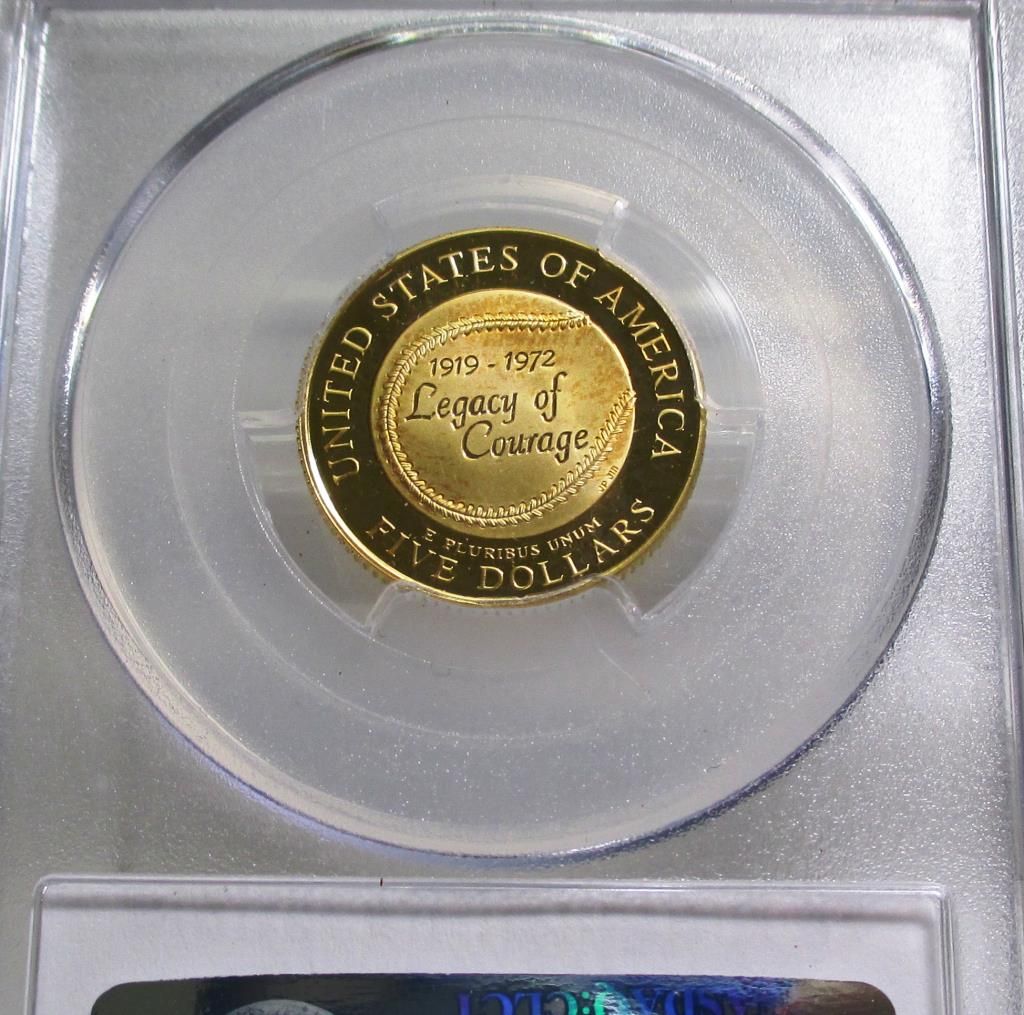 UNITED STATES OF AMERICA
1919 - 1972
Legacy of
Courage
E PLURIBUS UNUM
FIVE DOLLARS